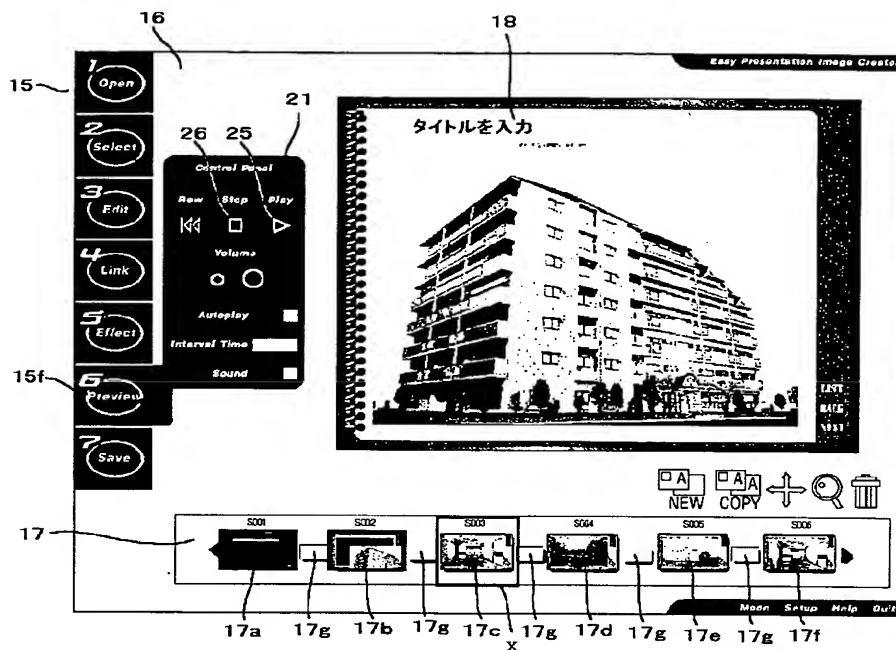 16
18
15
1
Open
Easy Presentation Image Creator
21
26
25
タイトルを入力
2
Select
Control Panel
Rew
Stop
Play
3
Edit
Volume
4
Link
Autoplay
5
Effect
Interval Time
Sound
15f
6
Preview
LIST
BACK
NEXT
7
Save
A
NEW
A
A
COPY
17
S001
S002
S003
S004
S005
S006
Mode
Setup
Help
Quit
17a
17g
17b
17g
17c
17g
17d
17g
17e
17g
17f
X